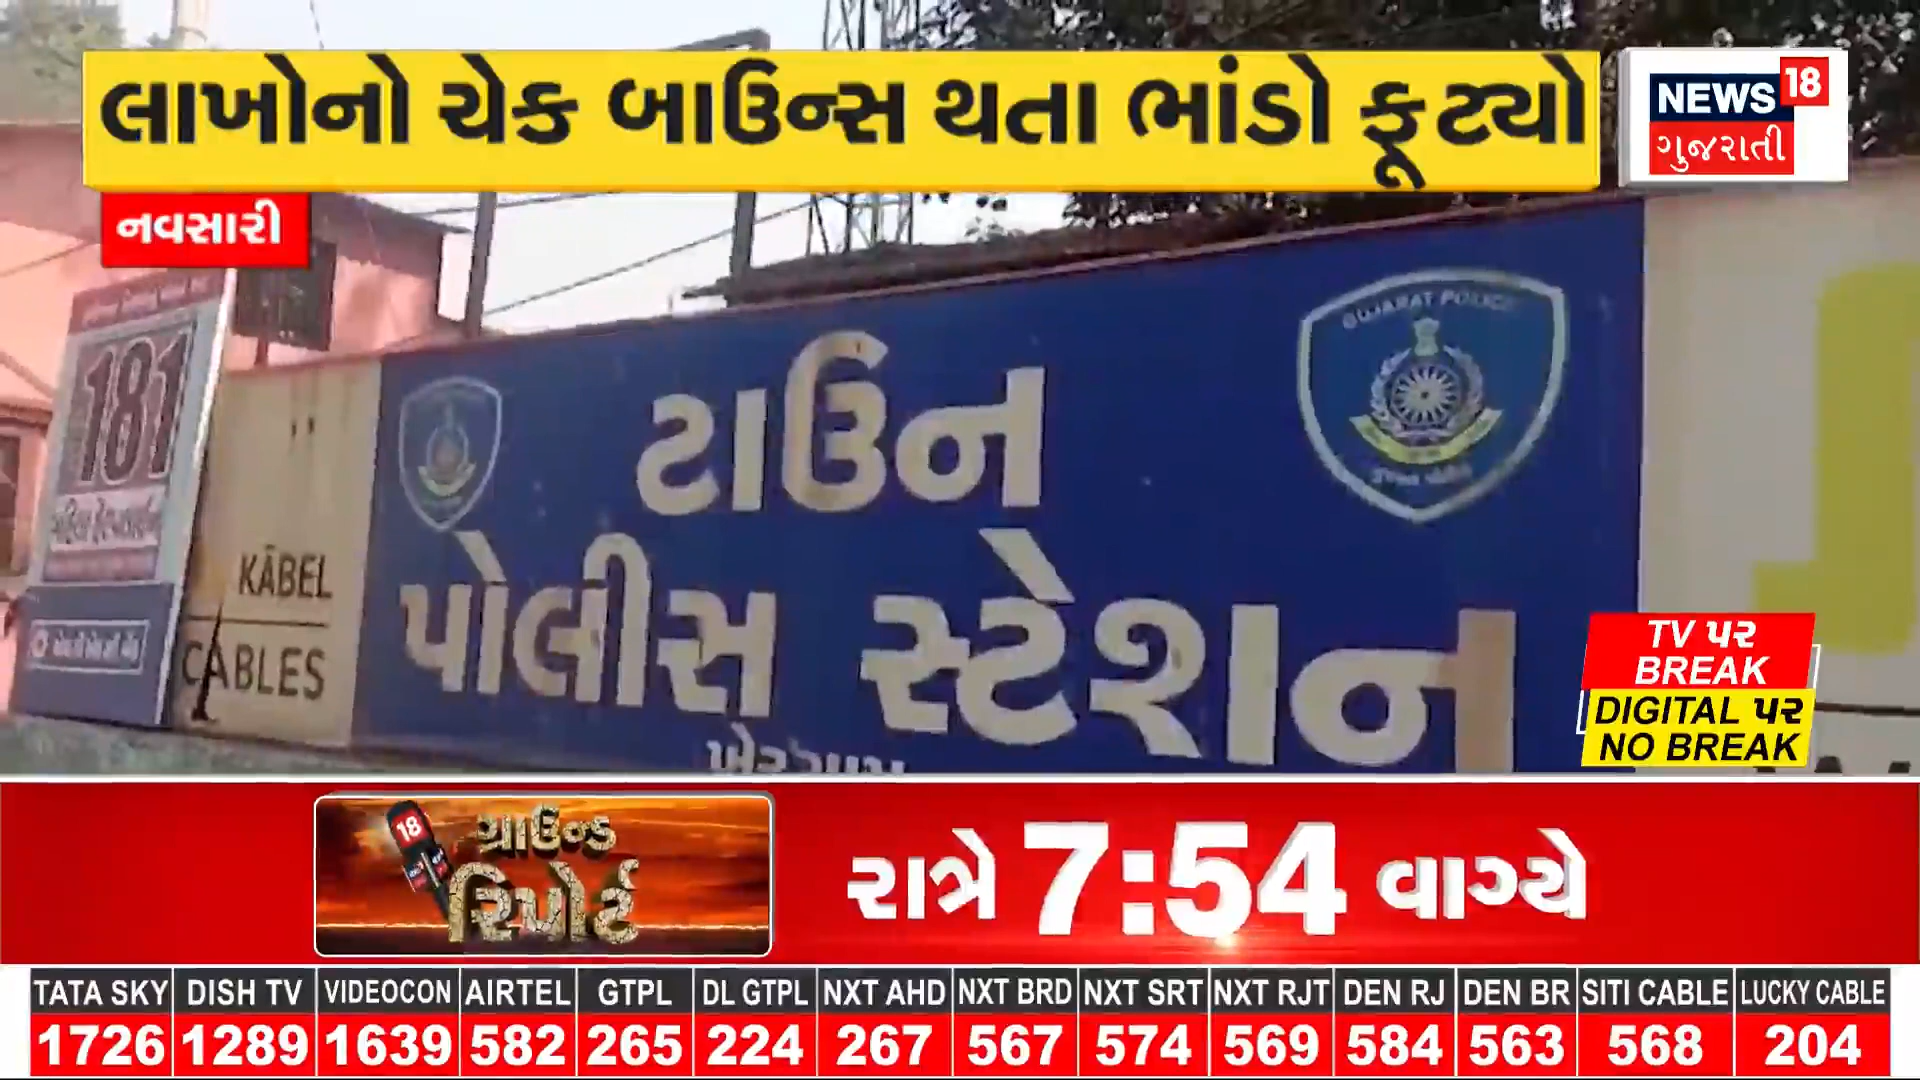 લાખોનો ચેક બાઉન્સ થતા ભાંડો ફૂટ્યો
NEWS 18
ગુજરાતી
નવસારી
181
KĀBEL
CABLES
GUJARAT POLICE
ટાઉન
પોલીસ સ્ટેશન
TV પર
BREAK
DIGITAL પર
NO BREAK
18
ગ્રાઉન્ડ
રિપોર્ટ
રાત્રે 7:54 વાગ્યે
TATA SKY DISH TV VIDEOCON AIRTEL GTPL DL GTPL NXT AHD NXT BRD NXT SRT NXT RJT DEN RJ DEN BR SITI CABLE LUCKY CABLE
1726 1289 1639 582 265 224 267 567 574 569 584 563 568 204